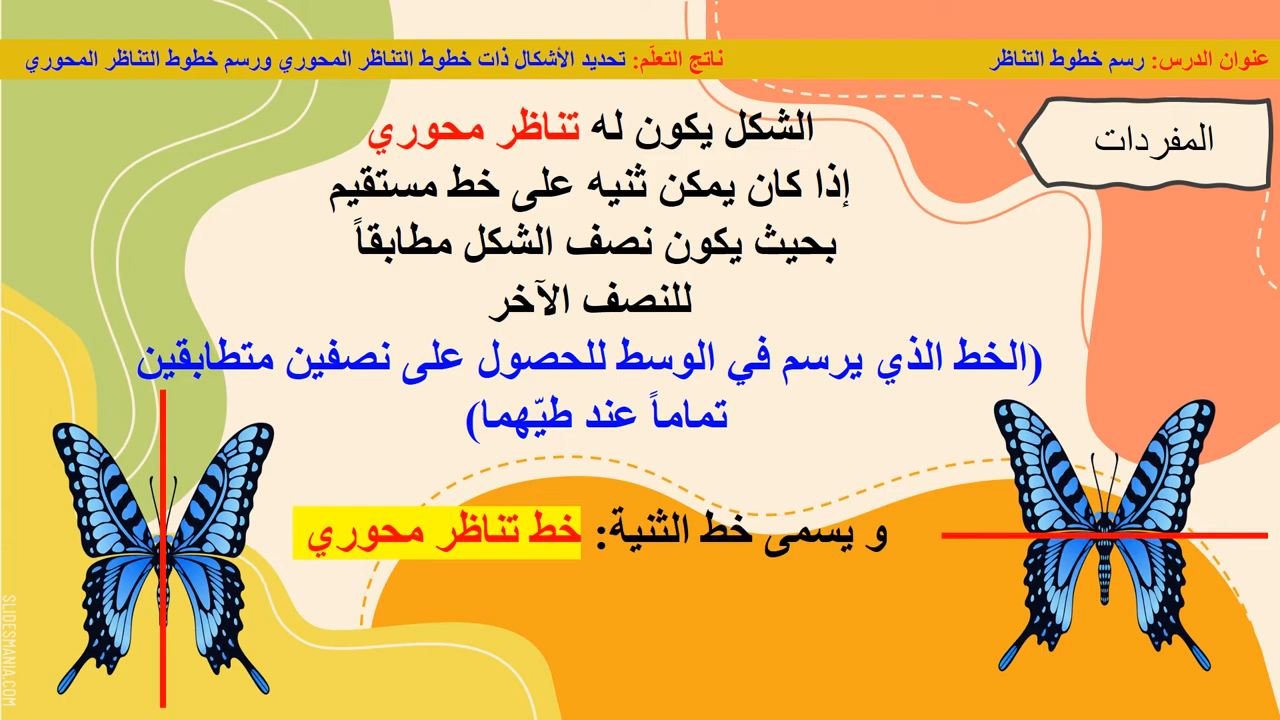 عنوان الدرس: رسم خطوط التناظر
ناتج التعلّم: تحديد الأشكال ذات خطوط التناظر المحوري ورسم خطوط التناظر المحوري
المفردات
الشكل يكون له تناظر محوري
إذا كان يمكن ثنيه على خط مستقيم
بحيث يكون نصف الشكل مطابقاً
للنصف الآخر
(الخط الذي يرسم في الوسط للحصول على نصفين متطابقين
تماماً عند طيّهما)
و يسمى خط الثنية: خط تناظر محوري
SLIDESMANIA.COM